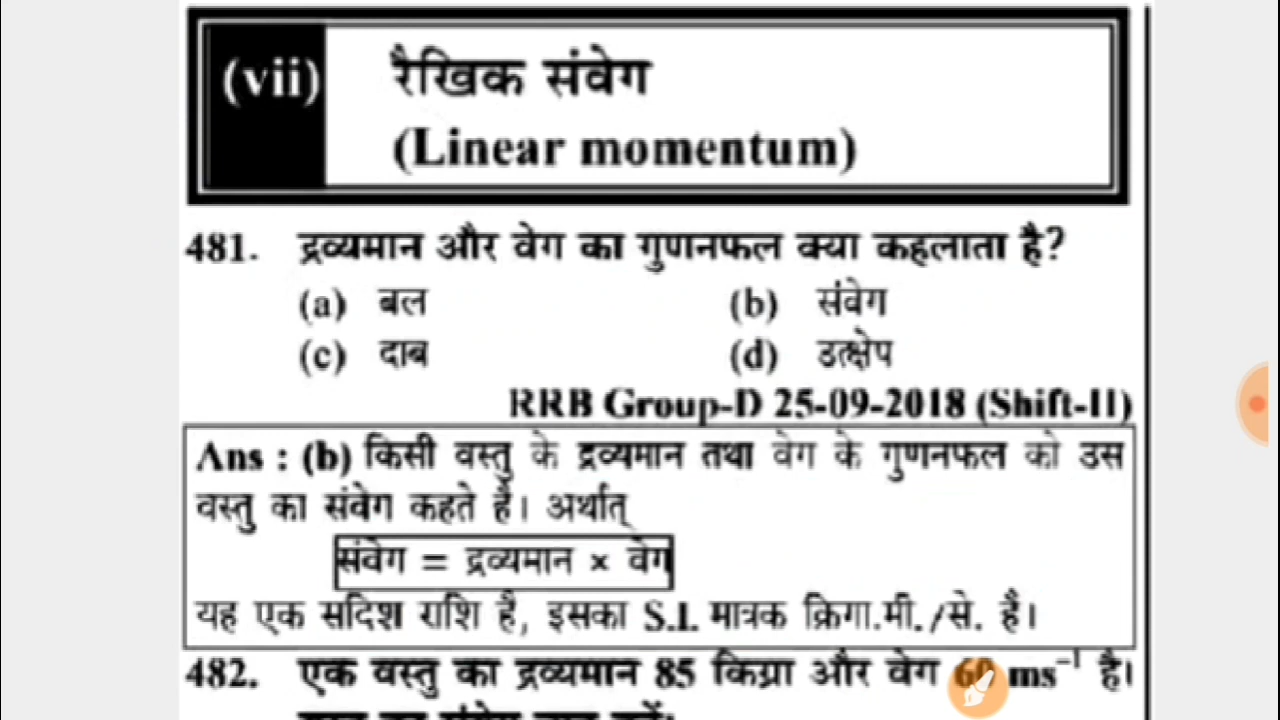 (vii) रैखिक संवेग
(Linear momentum)
481. द्रव्यमान और वेग का गुणनफल क्या कहलाता है?
(a) बल (b) संवेग
(c) दाब (d) उत्क्षेप
RRB Group-D 25-09-2018 (Shift-II)
Ans : (b) किसी वस्तु के द्रव्यमान तथा वेग के गुणनफल को उस
वस्तु का संवेग कहते हैं। अर्थात्
संवेग = द्रव्यमान × वेग
यह एक सदिश राशि है, इसका S.I. मात्रक क्रिगा.मी./से. है।
482. एक वस्तु का द्रव्यमान 85 किग्रा और वेग 60 ms⁻¹ है।